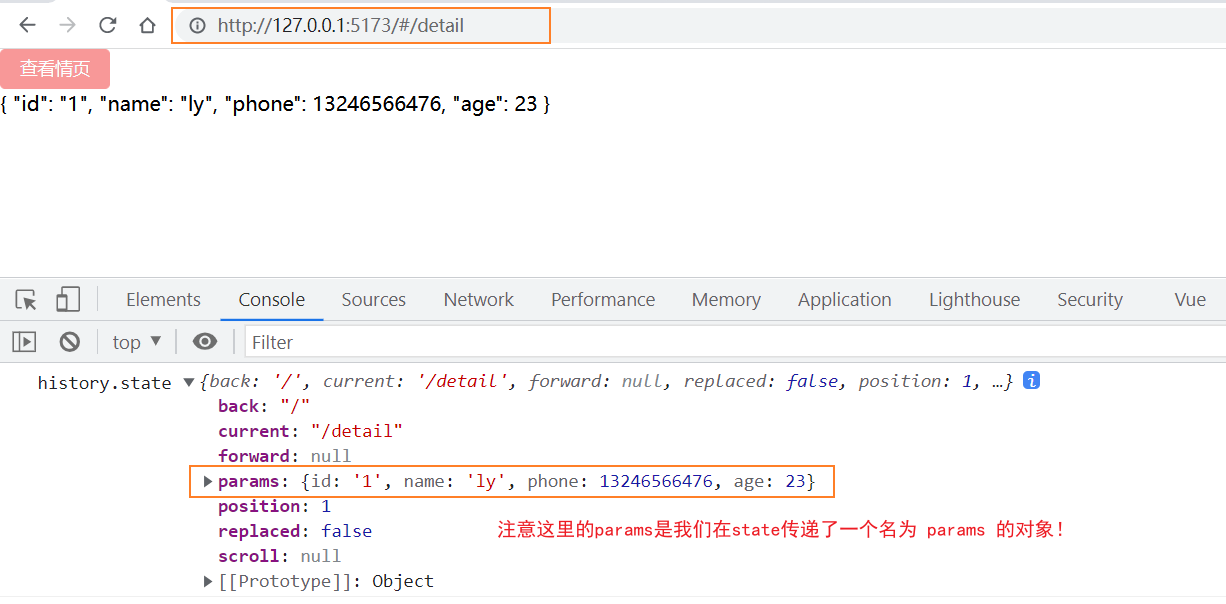 http://127.0.0.1:5173/#/detail
查看情页
{ "id": "1", "name": "ly", "phone": 13246566476, "age": 23 }
Elements Console Sources Network Performance Memory Application Lighthouse Security Vue
top ▼ Filter
history.state ▼{back: '/', current: '/detail', forward: null, replaced: false, position: 1, …} i
back: "/"
current: "/detail"
forward: null
▶params: {id: '1', name: 'ly', phone: 13246566476, age: 23}
position: 1
replaced: false
注意这里的params是我们在state传递了一个名为 params 的对象！
scroll: null
▶[[Prototype]]: Object